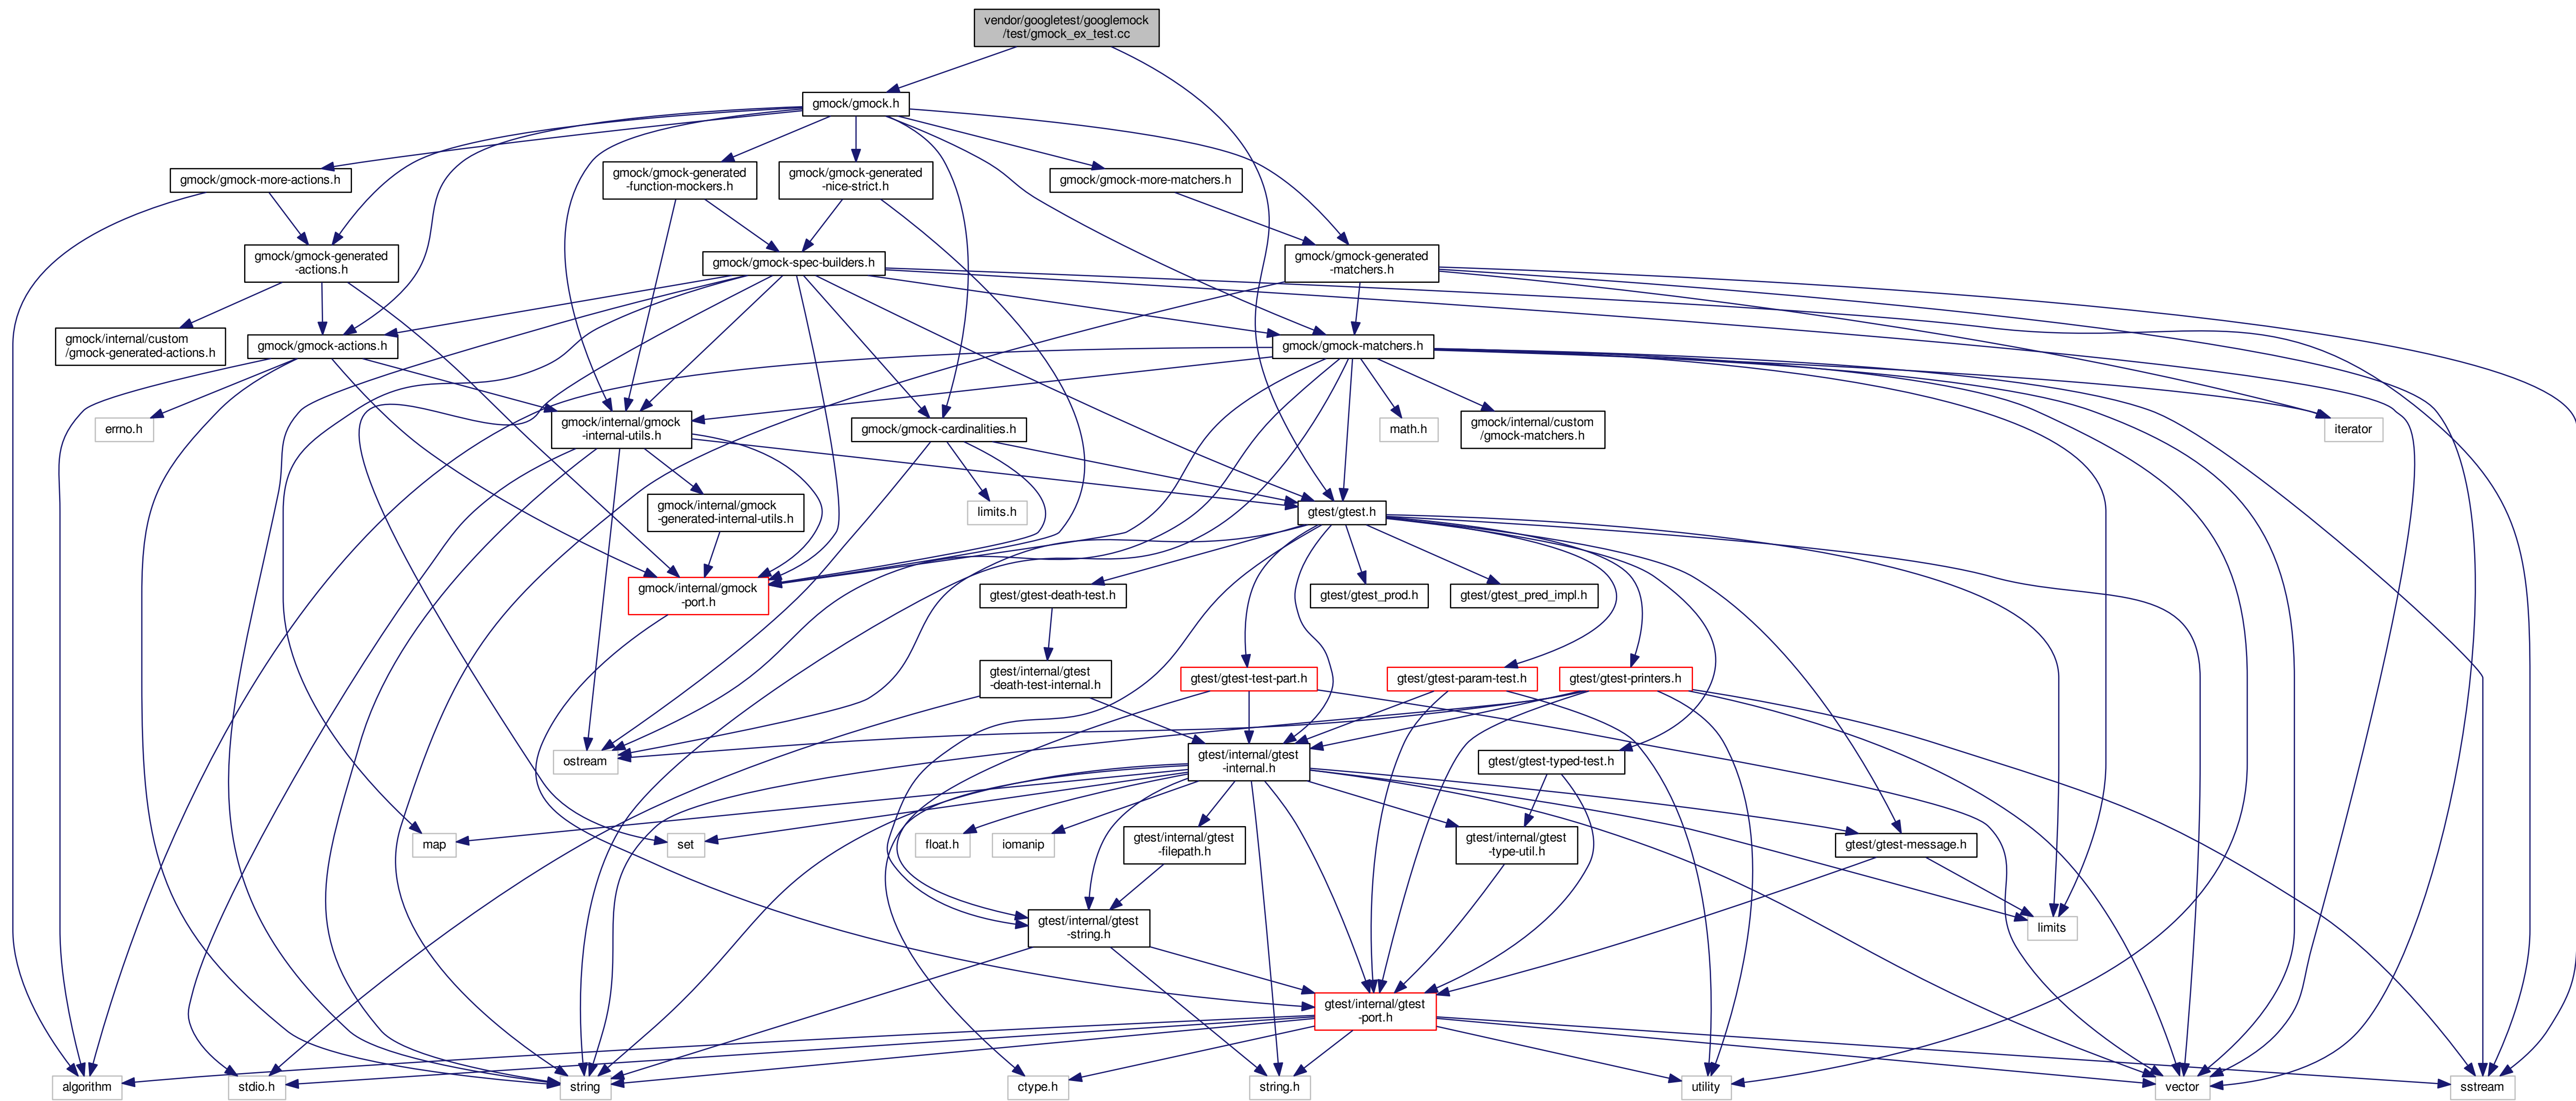 vendor/googletest/googlemock
/test/gmock_ex_test.cc
gmock/gmock.h
gmock/gmock-more-actions.h
gmock/gmock-generated
-function-mockers.h
gmock/gmock-generated
-nice-strict.h
gmock/gmock-more-matchers.h
gmock/gmock-generated
-actions.h
gmock/gmock-spec-builders.h
gmock/gmock-generated
-matchers.h
gmock/internal/custom
/gmock-generated-actions.h
gmock/gmock-actions.h
gmock/gmock-matchers.h
errno.h
gmock/internal/gmock
-internal-utils.h
gmock/gmock-cardinalities.h
math.h
gmock/internal/custom
/gmock-matchers.h
iterator
gmock/internal/gmock
-generated-internal-utils.h
limits.h
gtest/gtest.h
gmock/internal/gmock
-port.h
gtest/gtest-death-test.h
gtest/gtest_prod.h
gtest/gtest_pred_impl.h
gtest/internal/gtest
-death-test-internal.h
gtest/gtest-test-part.h
gtest/gtest-param-test.h
gtest/gtest-printers.h
ostream
gtest/internal/gtest
-internal.h
gtest/gtest-typed-test.h
map
set
float.h
iomanip
gtest/internal/gtest
-filepath.h
gtest/internal/gtest
-type-util.h
gtest/gtest-message.h
gtest/internal/gtest
-string.h
limits
gtest/internal/gtest
-port.h
algorithm
stdio.h
string
ctype.h
string.h
utility
vector
sstream